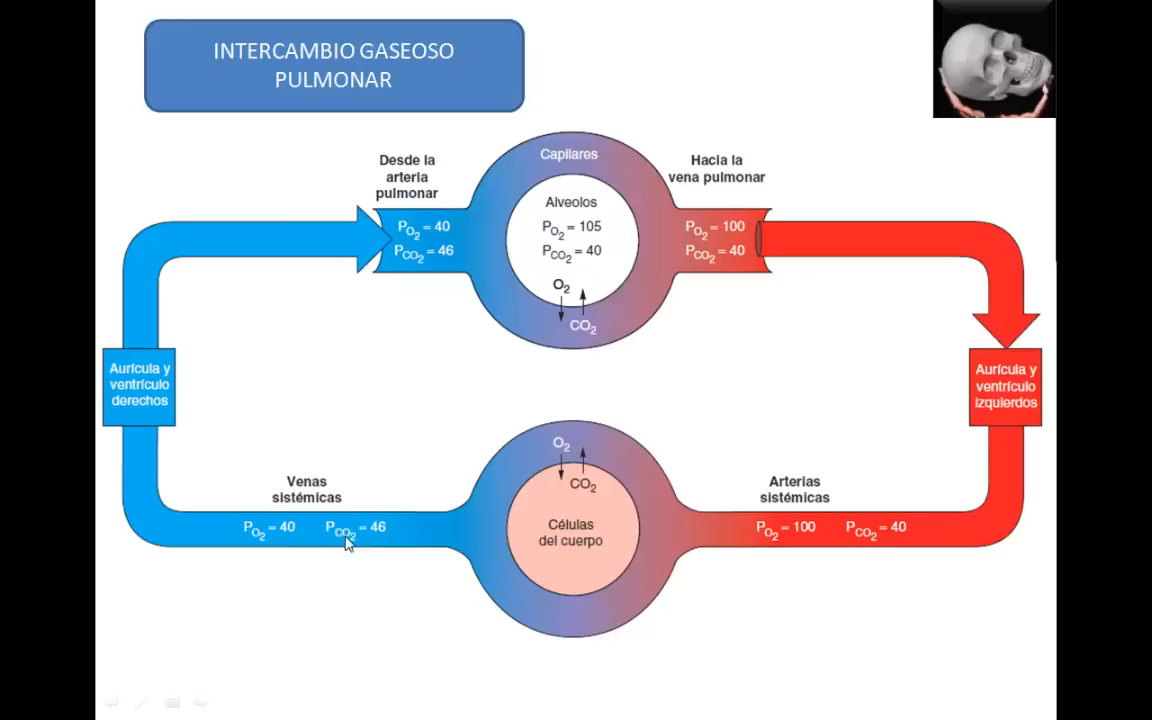 INTERCAMBIO GASEOSO
PULMONAR
Desde la
arteria
pulmonar
Capilares
Hacia la
vena pulmonar
Alveolos
PO2 = 40
PCO2 = 46
PO2 = 105
PCO2 = 40
PO2 = 100
PCO2 = 40
O2
CO2
Aurícula y
ventrículo
derechos
Aurícula y
ventrículo
izquierdos
O2
CO2
Venas
sistémicas
Arterias
sistémicas
PO2 = 40 PCO2 = 46
Células
del cuerpo
PO2 = 100 PCO2 = 40